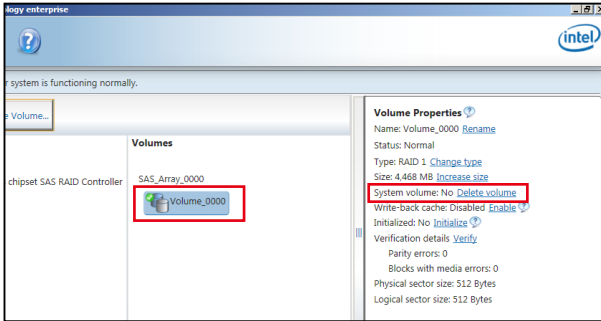 ology enterprise
intel
r system is functioning normally.
e Volume...
Volumes
chipset SAS RAID Controller
SAS_Array_0000
Volume_0000
Volume Properties
Name: Volume_0000 Rename
Status: Normal
Type: RAID 1 Change type
Size: 4,468 MB Increase size
System volume: No Delete volume
Write-back cache: Disabled Enable
Initialized: No Initialize
Verification details Verify
Parity errors: 0
Blocks with media errors: 0
Physical sector size: 512 Bytes
Logical sector size: 512 Bytes